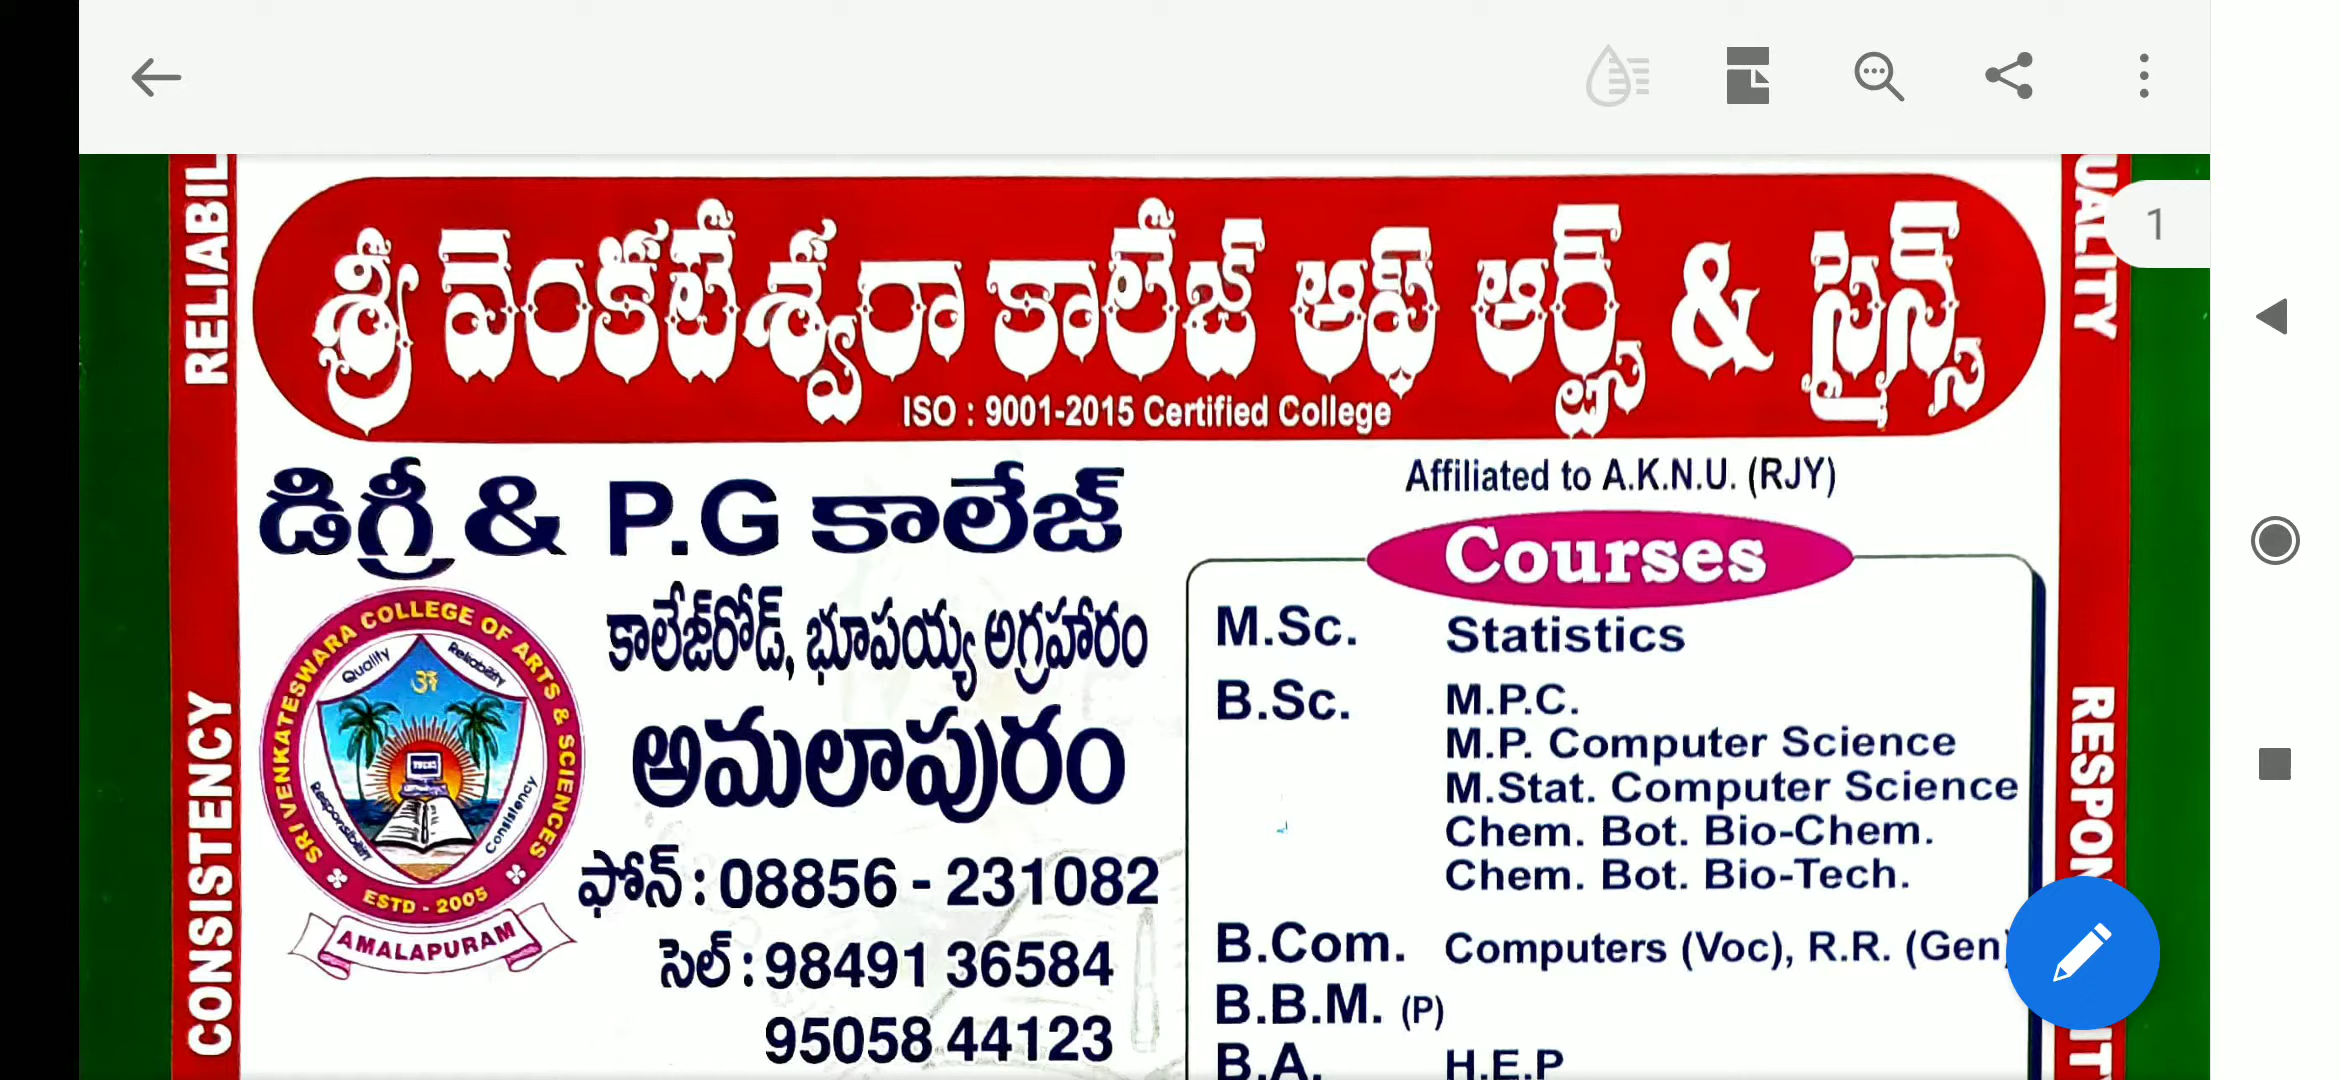 1
శ్రీ వెంకటేశ్వరా కాలేజ్ ఆఫ్ ఆర్ట్స్ & సైన్స్
ISO : 9001-2015 Certified College
డిగ్రీ & P.G కాలేజ్
కాలేజ్‌రోడ్, భూపయ్య అగ్రహారం
అమలాపురం
ఫోన్ : 08856 - 231082
సెల్ : 98491 36584
95058 44123
SRI VENKATESWARA COLLEGE OF ARTS & SCIENCES
Quality
Reliability
Responsibility
Consistency
ESTD - 2005
AMALAPURAM
Affiliated to A.K.N.U. (RJY)
Courses
M.Sc. Statistics
B.Sc. M.P.C.
M.P. Computer Science
M.Stat. Computer Science
Chem. Bot. Bio-Chem.
Chem. Bot. Bio-Tech.
B.Com. Computers (Voc), R.R. (Gen)
B.B.M. (P)
B.A. H.E.P
RELIABIL
CONSISTENCY
UALITY
RESPON
IT